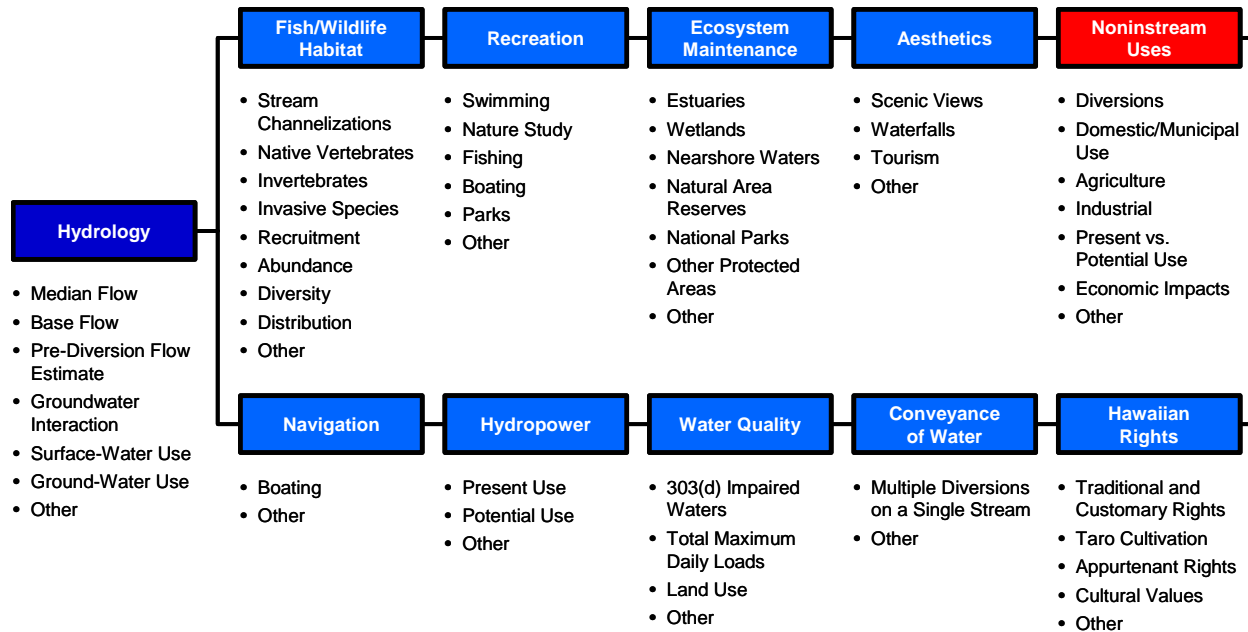 Hydrology
• Median Flow
• Base Flow
• Pre-Diversion Flow
Estimate
• Groundwater
Interaction
• Surface-Water Use
• Ground-Water Use
• Other
Fish/Wildlife
Habitat
• Stream
Channelizations
• Native Vertebrates
• Invertebrates
• Invasive Species
• Recruitment
• Abundance
• Diversity
• Distribution
• Other
Recreation
• Swimming
• Nature Study
• Fishing
• Boating
• Parks
• Other
Ecosystem
Maintenance
• Estuaries
• Wetlands
• Nearshore Waters
• Natural Area
Reserves
• National Parks
• Other Protected
Areas
• Other
Aesthetics
• Scenic Views
• Waterfalls
• Tourism
• Other
Noninstream
Uses
• Diversions
• Domestic/Municipal
Use
• Agriculture
• Industrial
• Present vs.
Potential Use
• Economic Impacts
• Other
Navigation
• Boating
• Other
Hydropower
• Present Use
• Potential Use
• Other
Water Quality
• 303(d) Impaired
Waters
• Total Maximum
Daily Loads
• Land Use
• Other
Conveyance
of Water
• Multiple Diversions
on a Single Stream
• Other
Hawaiian
Rights
• Traditional and
Customary Rights
• Taro Cultivation
• Appurtenant Rights
• Cultural Values
• Other